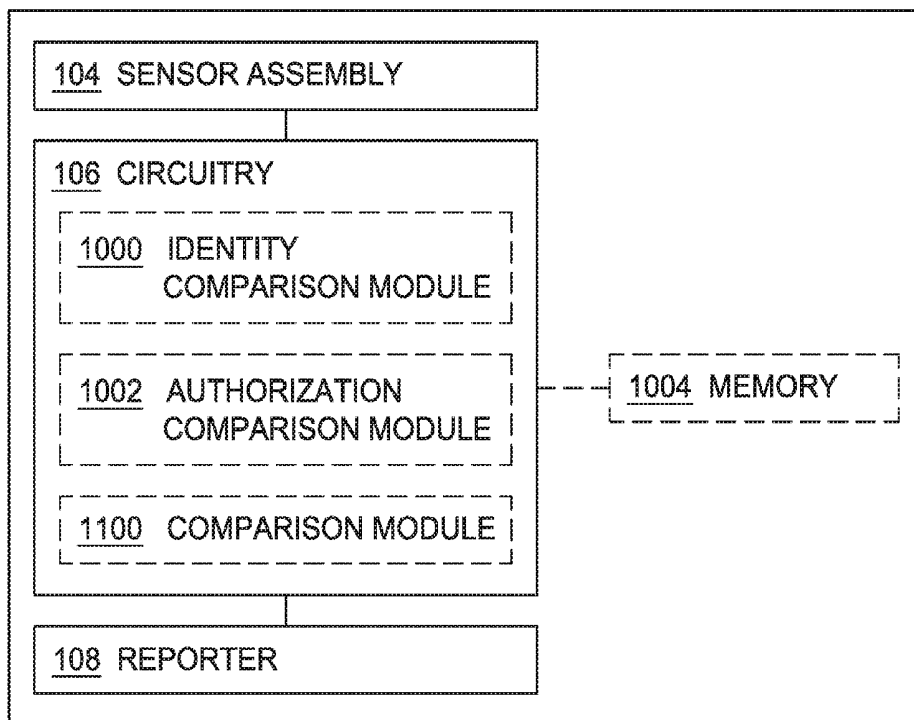 104 SENSOR ASSEMBLY
106 CIRCUITRY
1000 IDENTITY
COMPARISON MODULE
1002 AUTHORIZATION
COMPARISON MODULE
1004 MEMORY
1100 COMPARISON MODULE
108 REPORTER